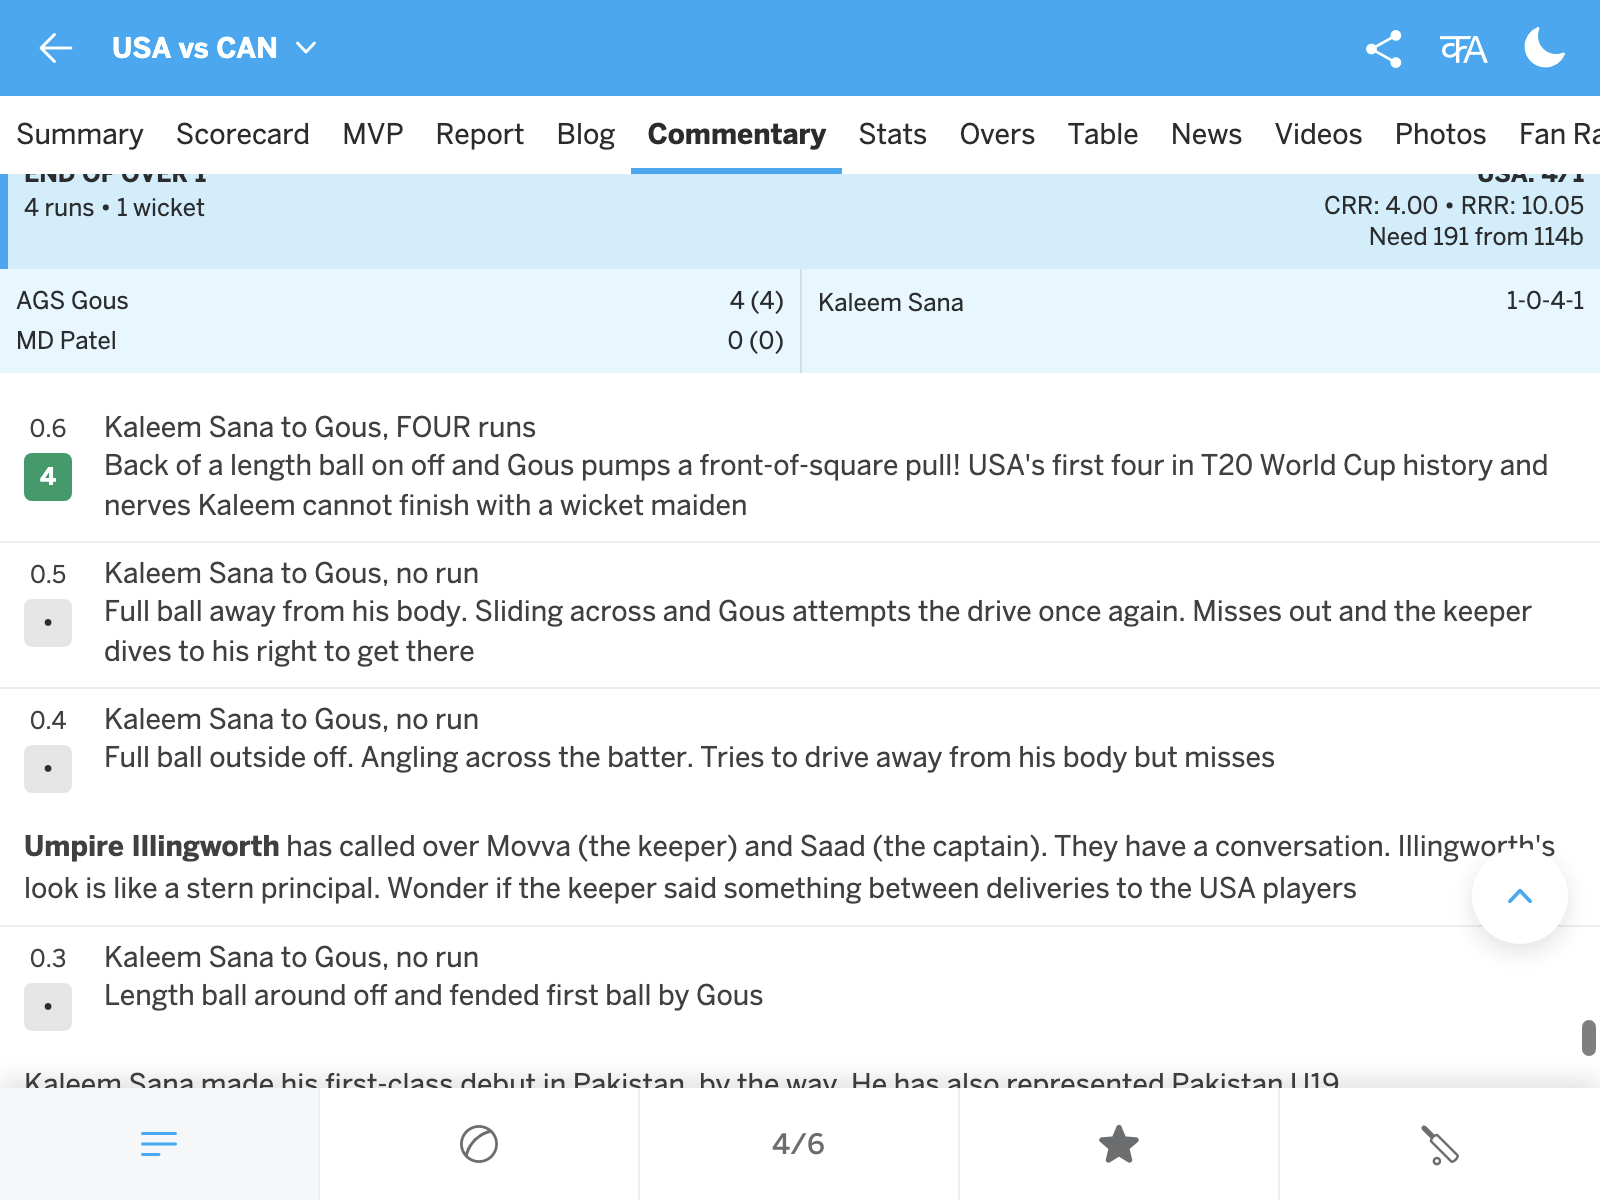 USA vs CAN
क A
Summary Scorecard MVP Report Blog Commentary Stats Overs Table News Videos Photos Fan Ra
END OF OVER 1 USA: 4/1
4 runs • 1 wicket CRR: 4.00 • RRR: 10.05
Need 191 from 114b
AGS Gous 4 (4) Kaleem Sana 1-0-4-1
MD Patel 0 (0)
0.6 Kaleem Sana to Gous, FOUR runs
4 Back of a length ball on off and Gous pumps a front-of-square pull! USA's first four in T20 World Cup history and
nerves Kaleem cannot finish with a wicket maiden
0.5 Kaleem Sana to Gous, no run
• Full ball away from his body. Sliding across and Gous attempts the drive once again. Misses out and the keeper
dives to his right to get there
0.4 Kaleem Sana to Gous, no run
• Full ball outside off. Angling across the batter. Tries to drive away from his body but misses
Umpire Illingworth has called over Movva (the keeper) and Saad (the captain). They have a conversation. Illingworth's
look is like a stern principal. Wonder if the keeper said something between deliveries to the USA players
0.3 Kaleem Sana to Gous, no run
• Length ball around off and fended first ball by Gous
Kaleem Sana made his first-class debut in Pakistan, by the way. He has also represented Pakistan U19
4/6